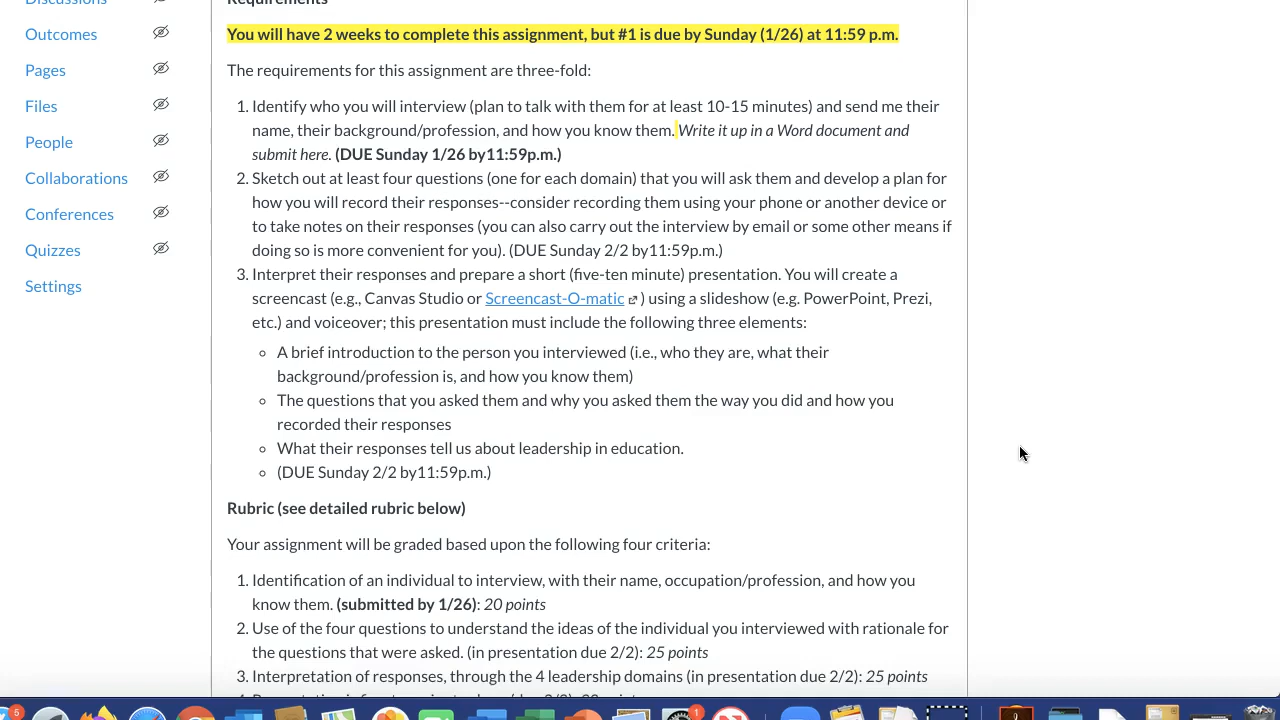 Discussions
Outcomes
Pages
Files
People
Collaborations
Conferences
Quizzes
Settings
Requirements
You will have 2 weeks to complete this assignment, but #1 is due by Sunday (1/26) at 11:59 p.m.
The requirements for this assignment are three-fold:
1. Identify who you will interview (plan to talk with them for at least 10-15 minutes) and send me their
name, their background/profession, and how you know them. Write it up in a Word document and
submit here. (DUE Sunday 1/26 by11:59p.m.)
2. Sketch out at least four questions (one for each domain) that you will ask them and develop a plan for
how you will record their responses--consider recording them using your phone or another device or
to take notes on their responses (you can also carry out the interview by email or some other means if
doing so is more convenient for you). (DUE Sunday 2/2 by11:59p.m.)
3. Interpret their responses and prepare a short (five-ten minute) presentation. You will create a
screencast (e.g., Canvas Studio or Screencast-O-matic ) using a slideshow (e.g. PowerPoint, Prezi,
etc.) and voiceover; this presentation must include the following three elements:
A brief introduction to the person you interviewed (i.e., who they are, what their
background/profession is, and how you know them)
The questions that you asked them and why you asked them the way you did and how you
recorded their responses
What their responses tell us about leadership in education.
(DUE Sunday 2/2 by11:59p.m.)
Rubric (see detailed rubric below)
Your assignment will be graded based upon the following four criteria:
1. Identification of an individual to interview, with their name, occupation/profession, and how you
know them. (submitted by 1/26): 20 points
2. Use of the four questions to understand the ideas of the individual you interviewed with rationale for
the questions that were asked. (in presentation due 2/2): 25 points
3. Interpretation of responses, through the 4 leadership domains (in presentation due 2/2): 25 points
5
1